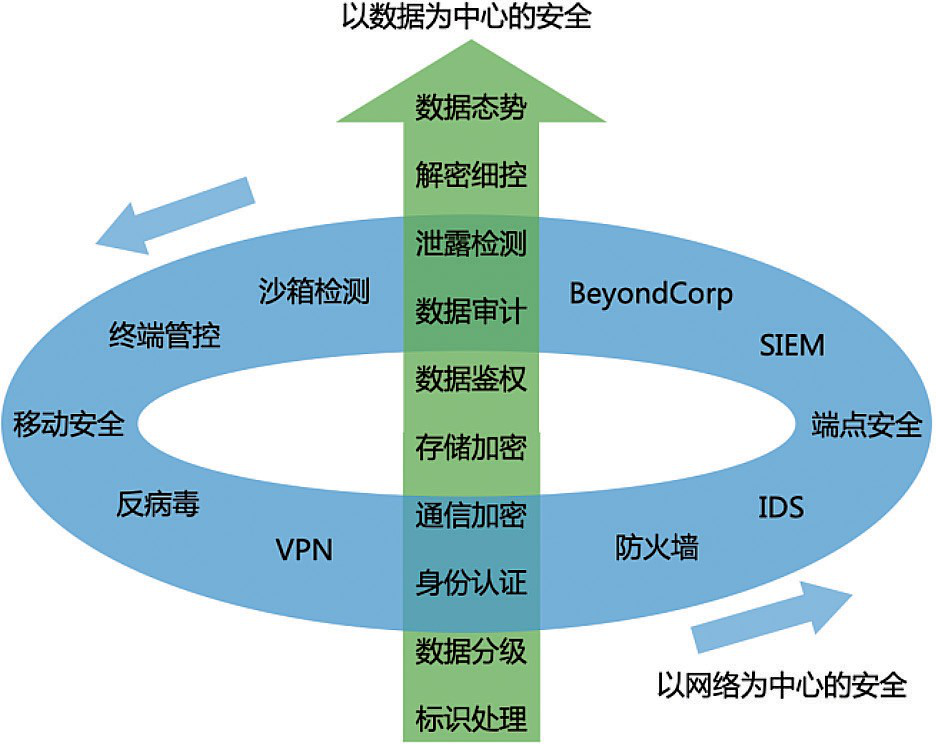 以数据为中心的安全
数据态势
解密细控
泄露检测
沙箱检测
BeyondCorp
数据审计
终端管控
SIEM
数据鉴权
移动安全
端点安全
存储加密
反病毒
通信加密
IDS
VPN
防火墙
身份认证
数据分级
以网络为中心的安全
标识处理